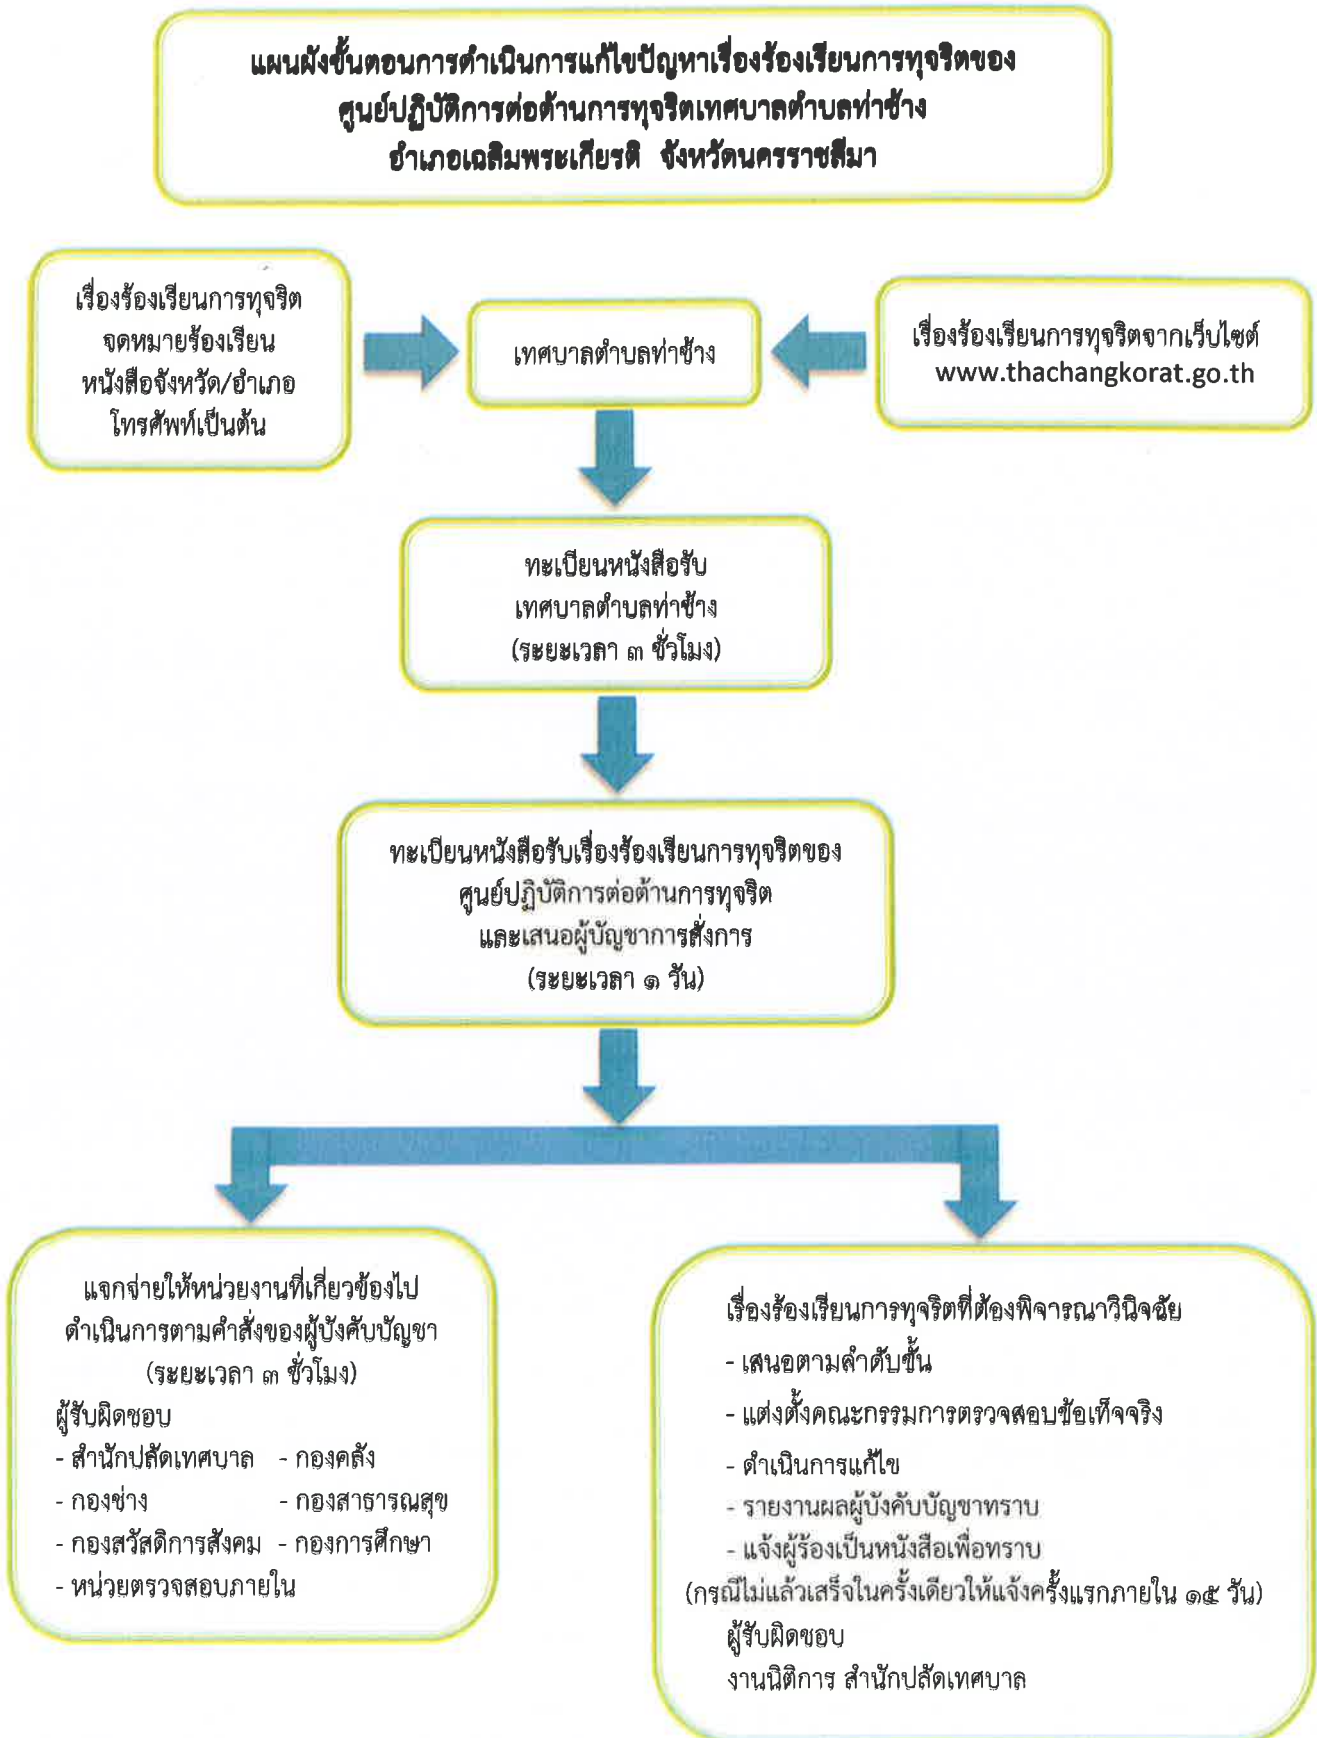 แผนผังขั้นตอนการดำเนินการแก้ไขปัญหาเรื่องร้องเรียนการทุจริตของ
ศูนย์ปฏิบัติการต่อต้านการทุจริตเทศบาลตำบลท่าช้าง
อำเภอเฉลิมพระเกียรติ จังหวัดนครราชสีมา
เรื่องร้องเรียนการทุจริต
จดหมายร้องเรียน
หนังสือจังหวัด/อำเภอ
โทรศัพท์เป็นต้น
เทศบาลตำบลท่าช้าง
เรื่องร้องเรียนการทุจริตจากเว็บไซต์
www.thachangkorat.go.th
ทะเบียนหนังสือรับ
เทศบาลตำบลท่าช้าง
(ระยะเวลา ๓ ชั่วโมง)
ทะเบียนหนังสือรับเรื่องร้องเรียนการทุจริตของ
ศูนย์ปฏิบัติการต่อต้านการทุจริต
และเสนอผู้บัญชาการสั่งการ
(ระยะเวลา ๑ วัน)
แจกจ่ายให้หน่วยงานที่เกี่ยวข้องไป
ดำเนินการตามคำสั่งของผู้บังคับบัญชา
(ระยะเวลา ๓ ชั่วโมง)
ผู้รับผิดชอบ
- สำนักปลัดเทศบาล - กองคลัง
- กองช่าง - กองสาธารณสุข
- กองสวัสดิการสังคม - กองการศึกษา
- หน่วยตรวจสอบภายใน
เรื่องร้องเรียนการทุจริตที่ต้องพิจารณาวินิจฉัย
- เสนอตามลำดับชั้น
- แต่งตั้งคณะกรรมการตรวจสอบข้อเท็จจริง
- ดำเนินการแก้ไข
- รายงานผลผู้บังคับบัญชาทราบ
- แจ้งผู้ร้องเป็นหนังสือเพื่อทราบ
(กรณีไม่แล้วเสร็จในครั้งเดียวให้แจ้งครั้งแรกภายใน ๑๕ วัน)
ผู้รับผิดชอบ
งานนิติการ สำนักปลัดเทศบาล